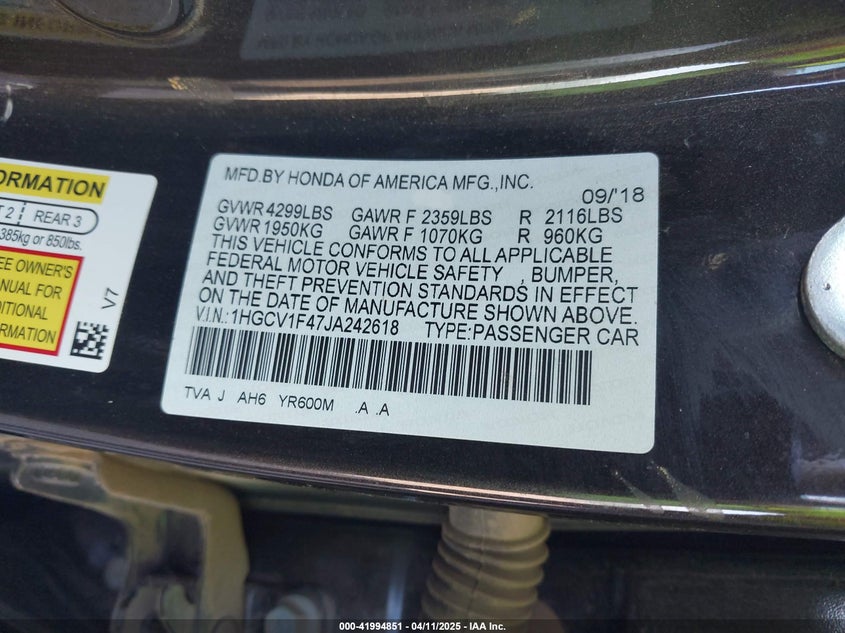 ORMATION
T 2 REAR 3
385kg or 850lbs.
EE OWNER'S
ANUAL FOR
DITIONAL
ORMATION
V7
MFD.BY HONDA OF AMERICA MFG.,INC.
09/'18
GVWR 4299LBS GAWR F 2359LBS R 2116LBS
GVWR 1950KG GAWR F 1070KG R 960KG
THIS VEHICLE CONFORMS TO ALL APPLICABLE
FEDERAL MOTOR VEHICLE SAFETY , BUMPER,
AND THEFT PREVENTION STANDARDS IN EFFECT
ON THE DATE OF MANUFACTURE SHOWN ABOVE.
V.I.N.: 1HGCV1F47JA242618 TYPE:PASSENGER CAR
TVA J AH6 YR600M .A .A
000-41994851 - 04/11/2025 - IAA Inc.